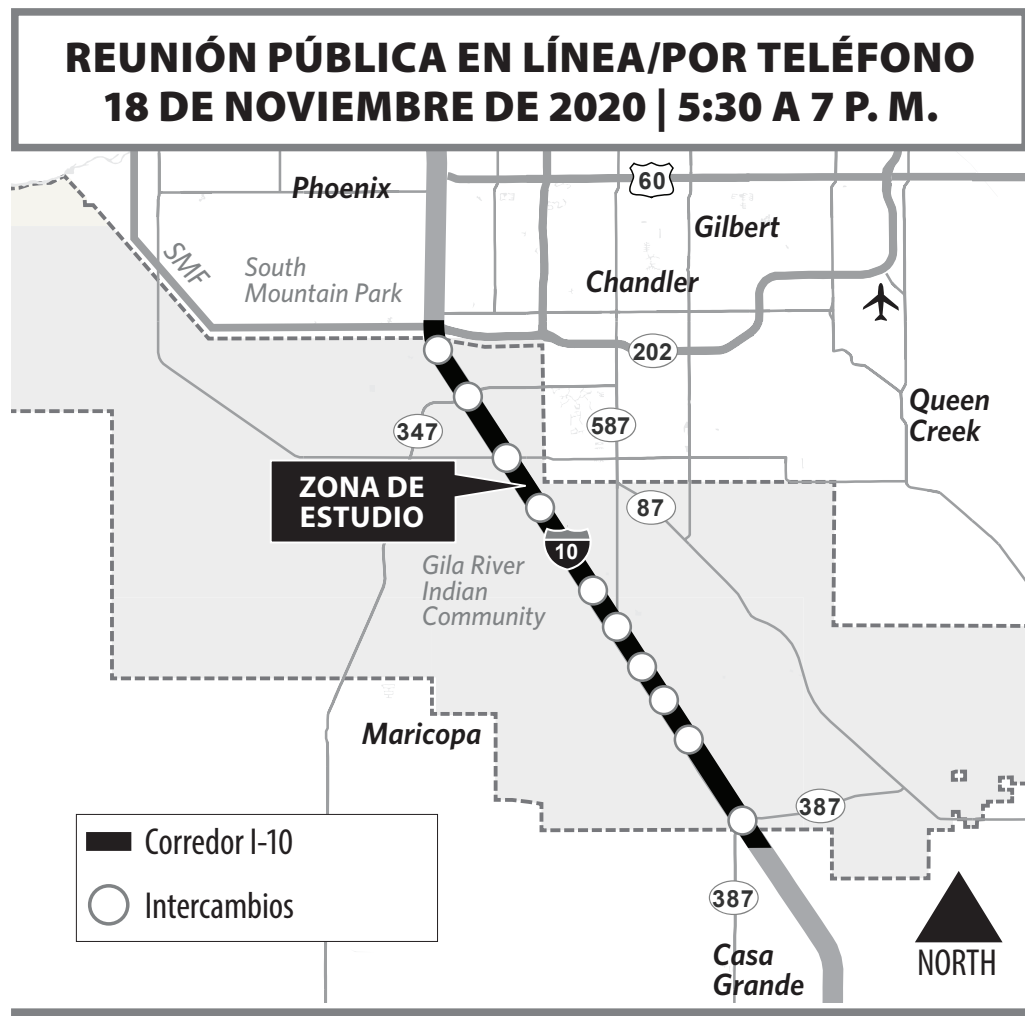 REUNIÓN PÚBLICA EN LÍNEA/POR TELÉFONO
18 DE NOVIEMBRE DE 2020 | 5:30 A 7 P. M.
Phoenix
60
Gilbert
SMF
South
Mountain Park
Chandler
202
Queen
Creek
347
587
ZONA DE
ESTUDIO
87
10
Gila River
Indian
Community
Maricopa
387
Corredor I-10
Intercambios
387
Casa
Grande
NORTH